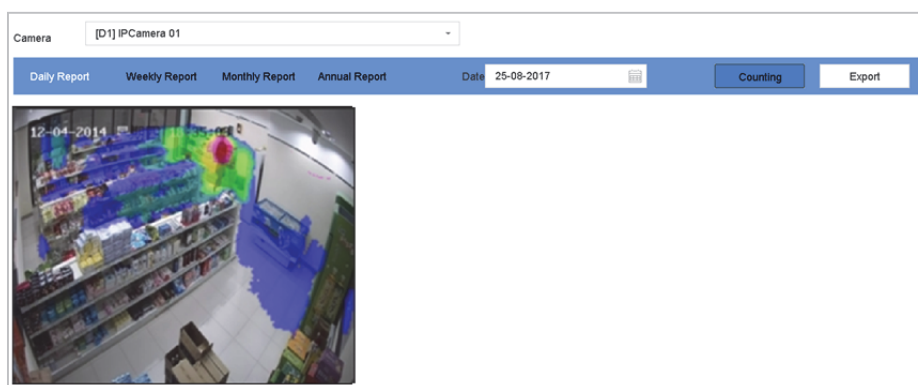 Camera
[D1] IPCamera 01
Daily Report Weekly Report Monthly Report Annual Report Date 25-08-2017 Counting Export
12-04-2014